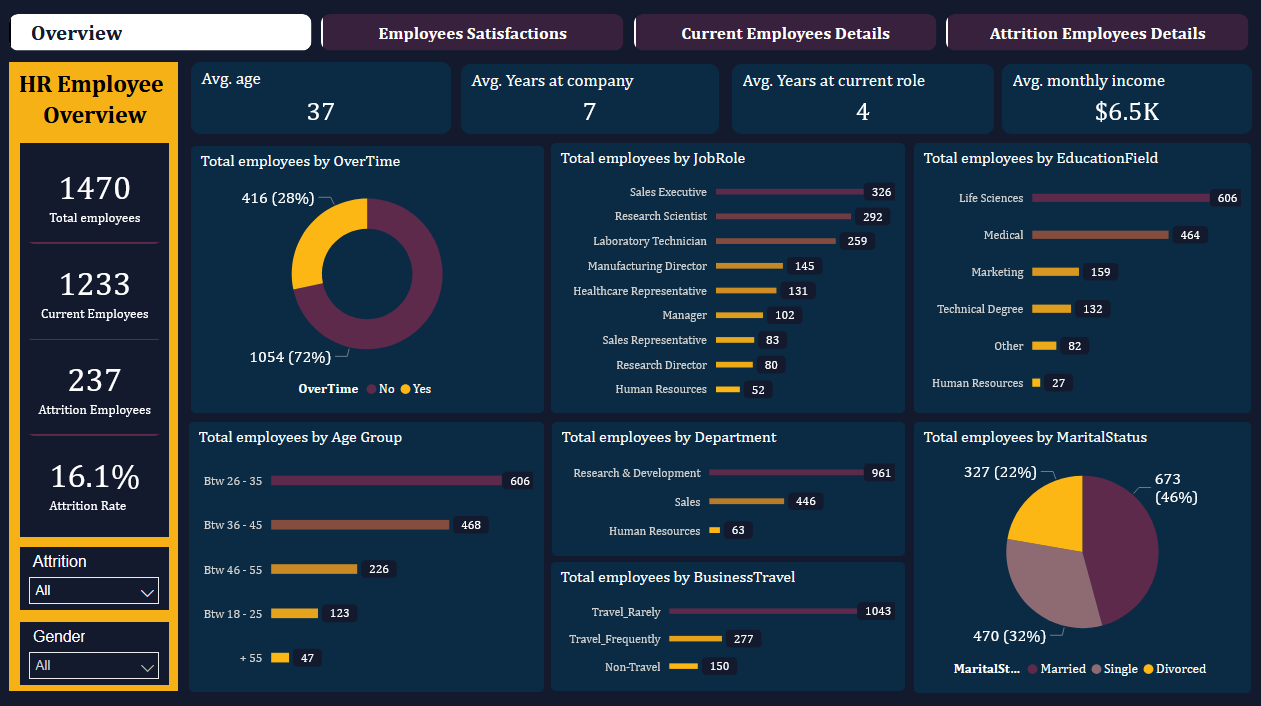 Overview
Employees Satisfactions
Current Employees Details
Attrition Employees Details
HR Employee
Overview
1470
Total employees
1233
Current Employees
237
Attrition Employees
16.1%
Attrition Rate
Attrition
All
Gender
All
Avg. age
37
Avg. Years at company
7
Avg. Years at current role
4
Avg. monthly income
$6.5K
Total employees by OverTime
416 (28%)
1054 (72%)
OverTime No Yes
Total employees by JobRole
Sales Executive 326
Research Scientist 292
Laboratory Technician 259
Manufacturing Director 145
Healthcare Representative 131
Manager 102
Sales Representative 83
Research Director 80
Human Resources 52
Total employees by EducationField
Life Sciences 606
Medical 464
Marketing 159
Technical Degree 132
Other 82
Human Resources 27
Total employees by Age Group
Btw 26 - 35 606
Btw 36 - 45 468
Btw 46 - 55 226
Btw 18 - 25 123
+ 55 47
Total employees by Department
Research & Development 961
Sales 446
Human Resources 63
Total employees by BusinessTravel
Travel_Rarely 1043
Travel_Frequently 277
Non-Travel 150
Total employees by MaritalStatus
327 (22%)
673
(46%)
470 (32%)
MaritalSt... Married Single Divorced